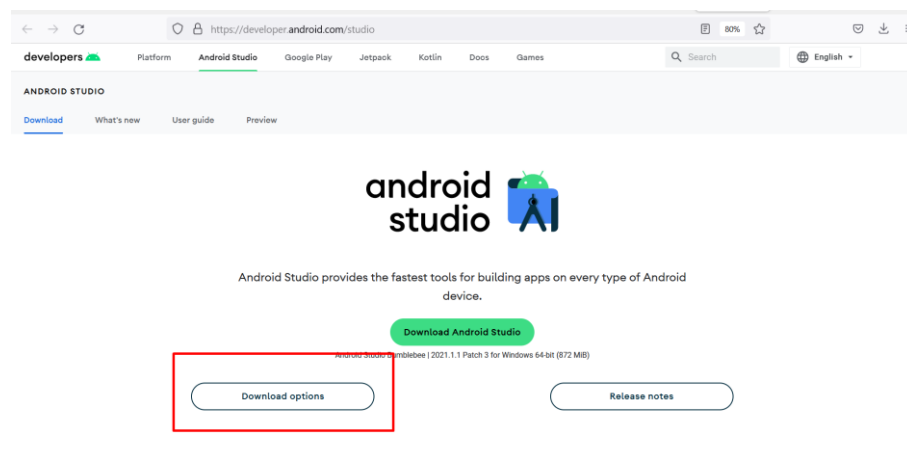 https://developer.android.com/studio
80%
developers
Platform
Android Studio
Google Play
Jetpack
Kotlin
Docs
Games
Search
English
ANDROID STUDIO
Download
What's new
User guide
Preview
android
studio
Android Studio provides the fastest tools for building apps on every type of Android
device.
Download Android Studio
Android Studio Bumblebee | 2021.1.1 Patch 3 for Windows 64-bit (872 MiB)
Download options
Release notes